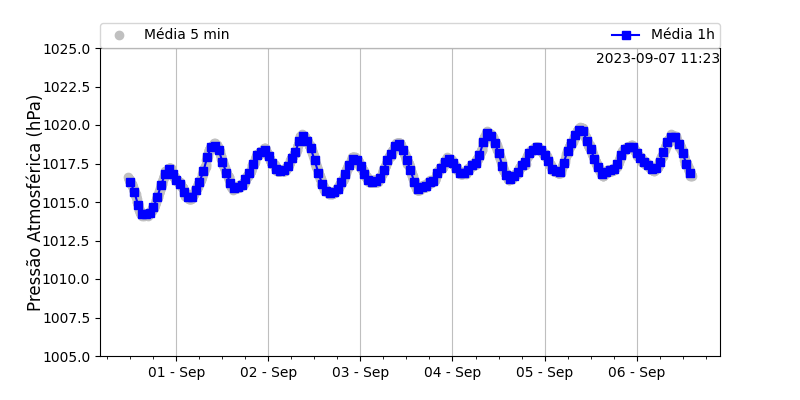 Média 5 min
Média 1h
2023-09-07 11:23
Pressão Atmosférica (hPa)
1025.0
1022.5
1020.0
1017.5
1015.0
1012.5
1010.0
1007.5
1005.0
01 - Sep
02 - Sep
03 - Sep
04 - Sep
05 - Sep
06 - Sep